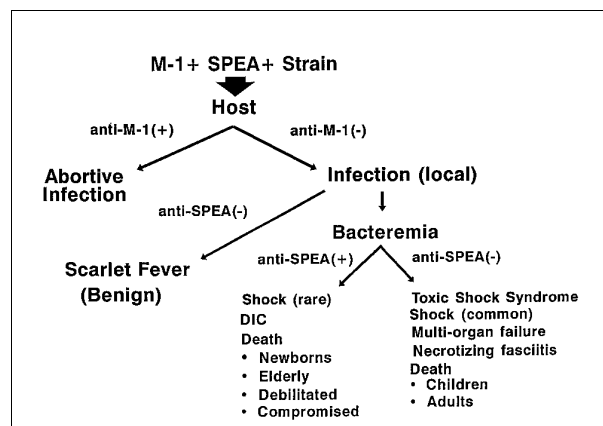 M-1+ SPEA+ Strain
Host
anti-M-1(+)
anti-M-1(-)
Abortive
Infection
Infection (local)
anti-SPEA(-)
Bacteremia
Scarlet Fever
(Benign)
anti-SPEA(+)
anti-SPEA(-)
Shock (rare)
DIC
Death
• Newborns
• Elderly
• Debilitated
• Compromised
Toxic Shock Syndrome
Shock (common)
Multi-organ failure
Necrotizing fasciitis
Death
• Children
• Adults